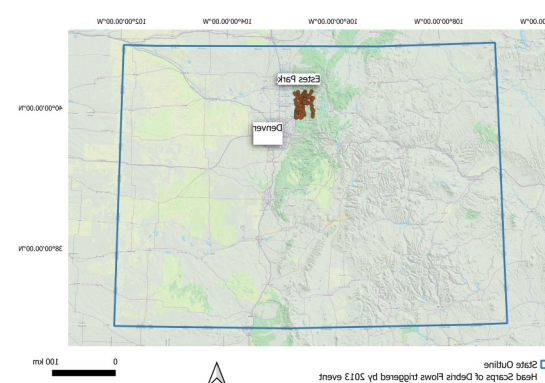 102°00.00'00"W 104°00.00'00"W 106°00.00'00"W 108°00.00'00"W
Estes Park
40°00.00'00"N
Denver
38°00.00'00"N
0 100 km
State Outline
Head Scarps of Debris Flows triggered by 2013 event